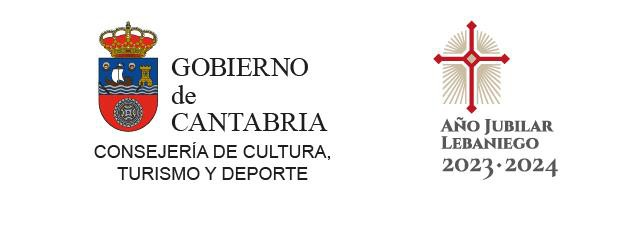 GOBIERNO
de
CANTABRIA
CONSEJERÍA DE CULTURA,
TURISMO Y DEPORTE
AÑO JUBILAR
LEBANIEGO
2023·2024